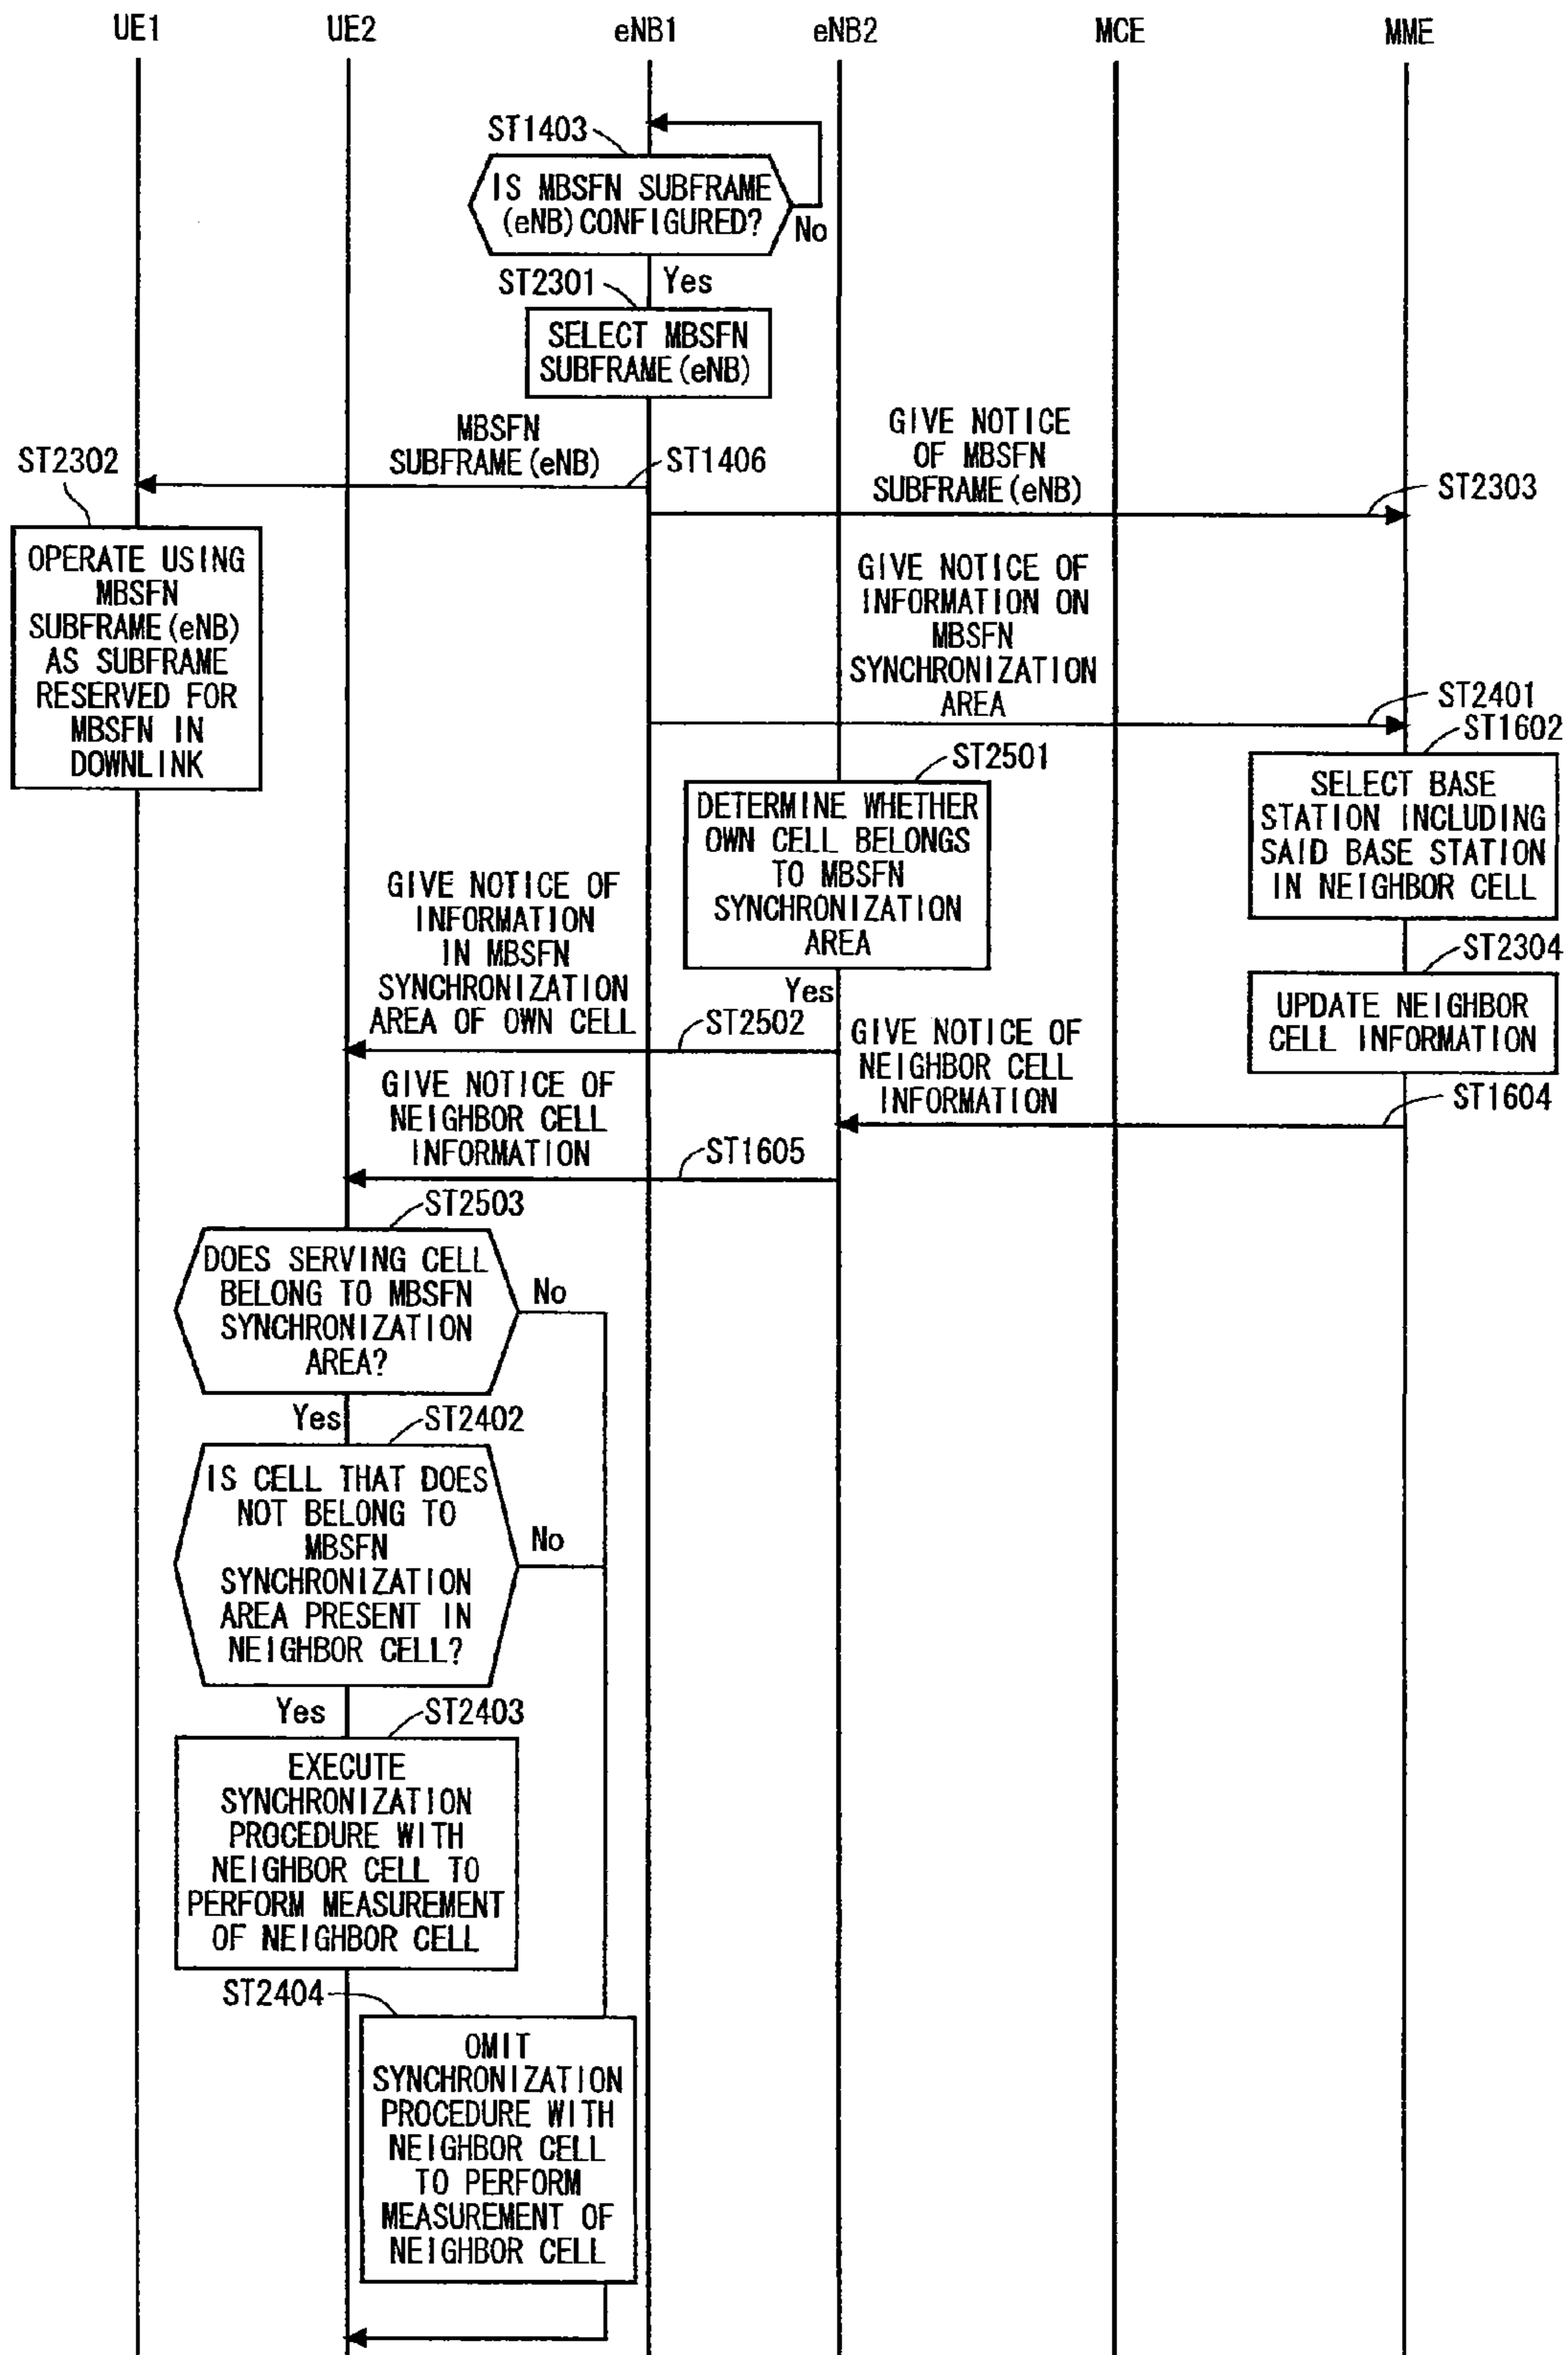 UE1
UE2
eNB1
eNB2
MCE
MME
ST1403
IS MBSFN SUBFRAME
(eNB) CONFIGURED?
No
Yes
ST2301
SELECT MBSFN
SUBFRAME (eNB)
MBSFN
SUBFRAME (eNB)
ST1406
GIVE NOTICE
OF MBSFN
SUBFRAME (eNB)
ST2303
ST2302
OPERATE USING
MBSFN
SUBFRAME (eNB)
AS SUBFRAME
RESERVED FOR
MBSFN IN
DOWNLINK
GIVE NOTICE OF
INFORMATION ON
MBSFN
SYNCHRONIZATION
AREA
ST2401
ST1602
SELECT BASE
STATION INCLUDING
SAID BASE STATION
IN NEIGHBOR CELL
ST2501
DETERMINE WHETHER
OWN CELL BELONGS
TO MBSFN
SYNCHRONIZATION
AREA
Yes
GIVE NOTICE OF
INFORMATION
IN MBSFN
SYNCHRONIZATION
AREA OF OWN CELL
ST2502
ST2304
UPDATE NEIGHBOR
CELL INFORMATION
GIVE NOTICE OF
NEIGHBOR CELL
INFORMATION
ST1604
GIVE NOTICE OF
NEIGHBOR CELL
INFORMATION
ST1605
ST2503
DOES SERVING CELL
BELONG TO MBSFN
SYNCHRONIZATION
AREA?
No
Yes
ST2402
IS CELL THAT DOES
NOT BELONG TO
MBSFN
SYNCHRONIZATION
AREA PRESENT IN
NEIGHBOR CELL?
No
Yes
ST2403
EXECUTE
SYNCHRONIZATION
PROCEDURE WITH
NEIGHBOR CELL TO
PERFORM MEASUREMENT
OF NEIGHBOR CELL
ST2404
OMIT
SYNCHRONIZATION
PROCEDURE WITH
NEIGHBOR CELL
TO PERFORM
MEASUREMENT OF
NEIGHBOR CELL